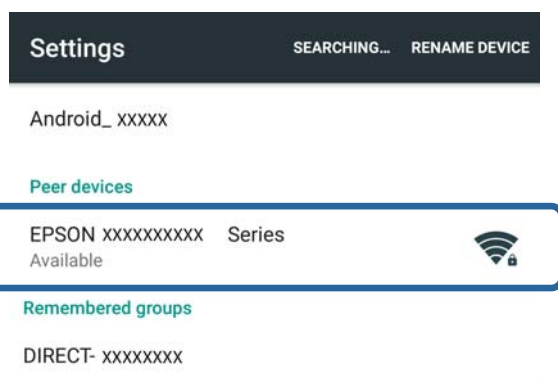 Settings SEARCHING... RENAME DEVICE
Android_ xxxxx
Peer devices
EPSON xxxxxxxxxx Series
Available
Remembered groups
DIRECT- xxxxxxxx